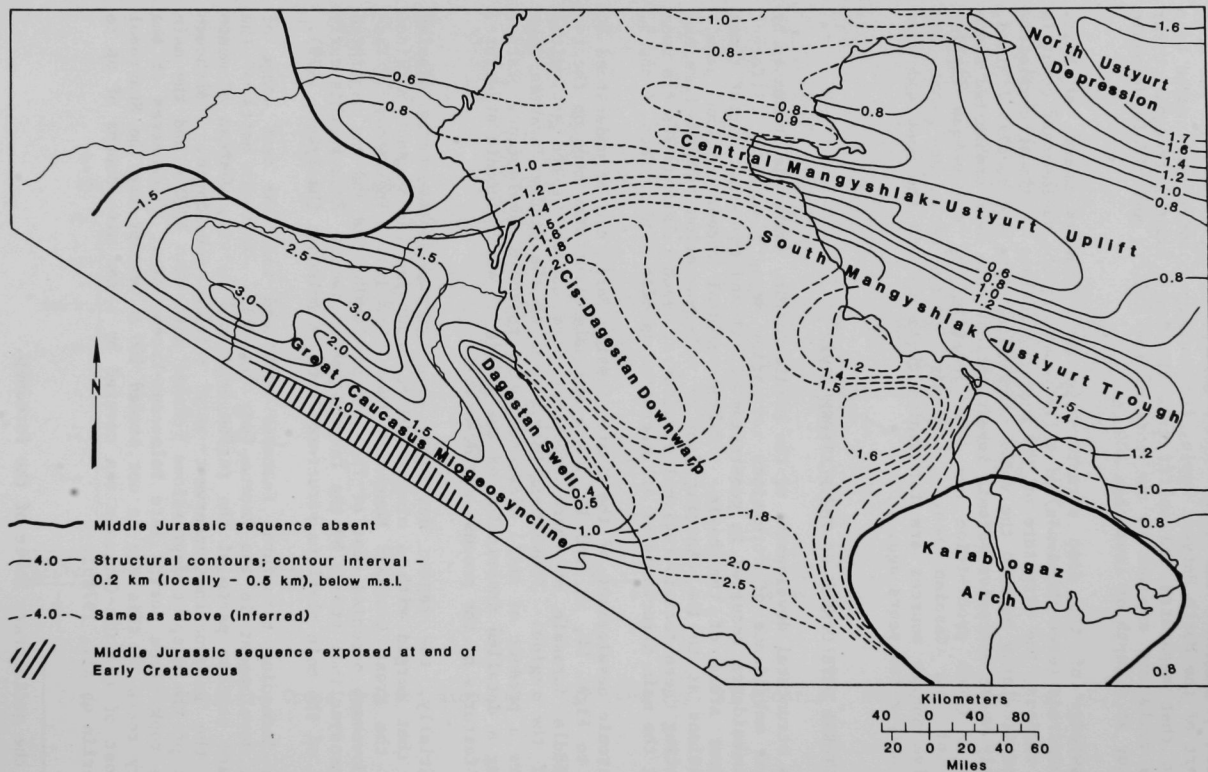 1.0
0.8
0.6
0.8
1.6
North Ustyurt
Depression
0.8
0.9
0.8
1.7
1.6
1.4
1.2
1.0
0.8
Central Mangyshlak-Ustyurt Uplift
1.0
1.2
1.4
1.5
2.5
1.5
3.0
3.0
2.0
South Mangyshlak-Ustyurt Trough
0.6
0.8
1.0
1.2
0.8
Cis-Dagestan Downwarp
Great Caucasus Miogeosyncline
1.0
1.5
Dagestan Swell
0.4
0.5
1.0
1.2
1.4
1.5
1.6
1.5
1.4
1.2
1.0
0.8
1.8
2.0
2.5
Karabogaz
Arch
0.8
N
Middle Jurassic sequence absent
4.0 Structural contours; contour interval -
0.2 km (locally - 0.5 km), below m.s.l.
4.0 Same as above (inferred)
Middle Jurassic sequence exposed at end of
Early Cretaceous
Kilometers
40 0 40 80
20 0 20 40 60
Miles